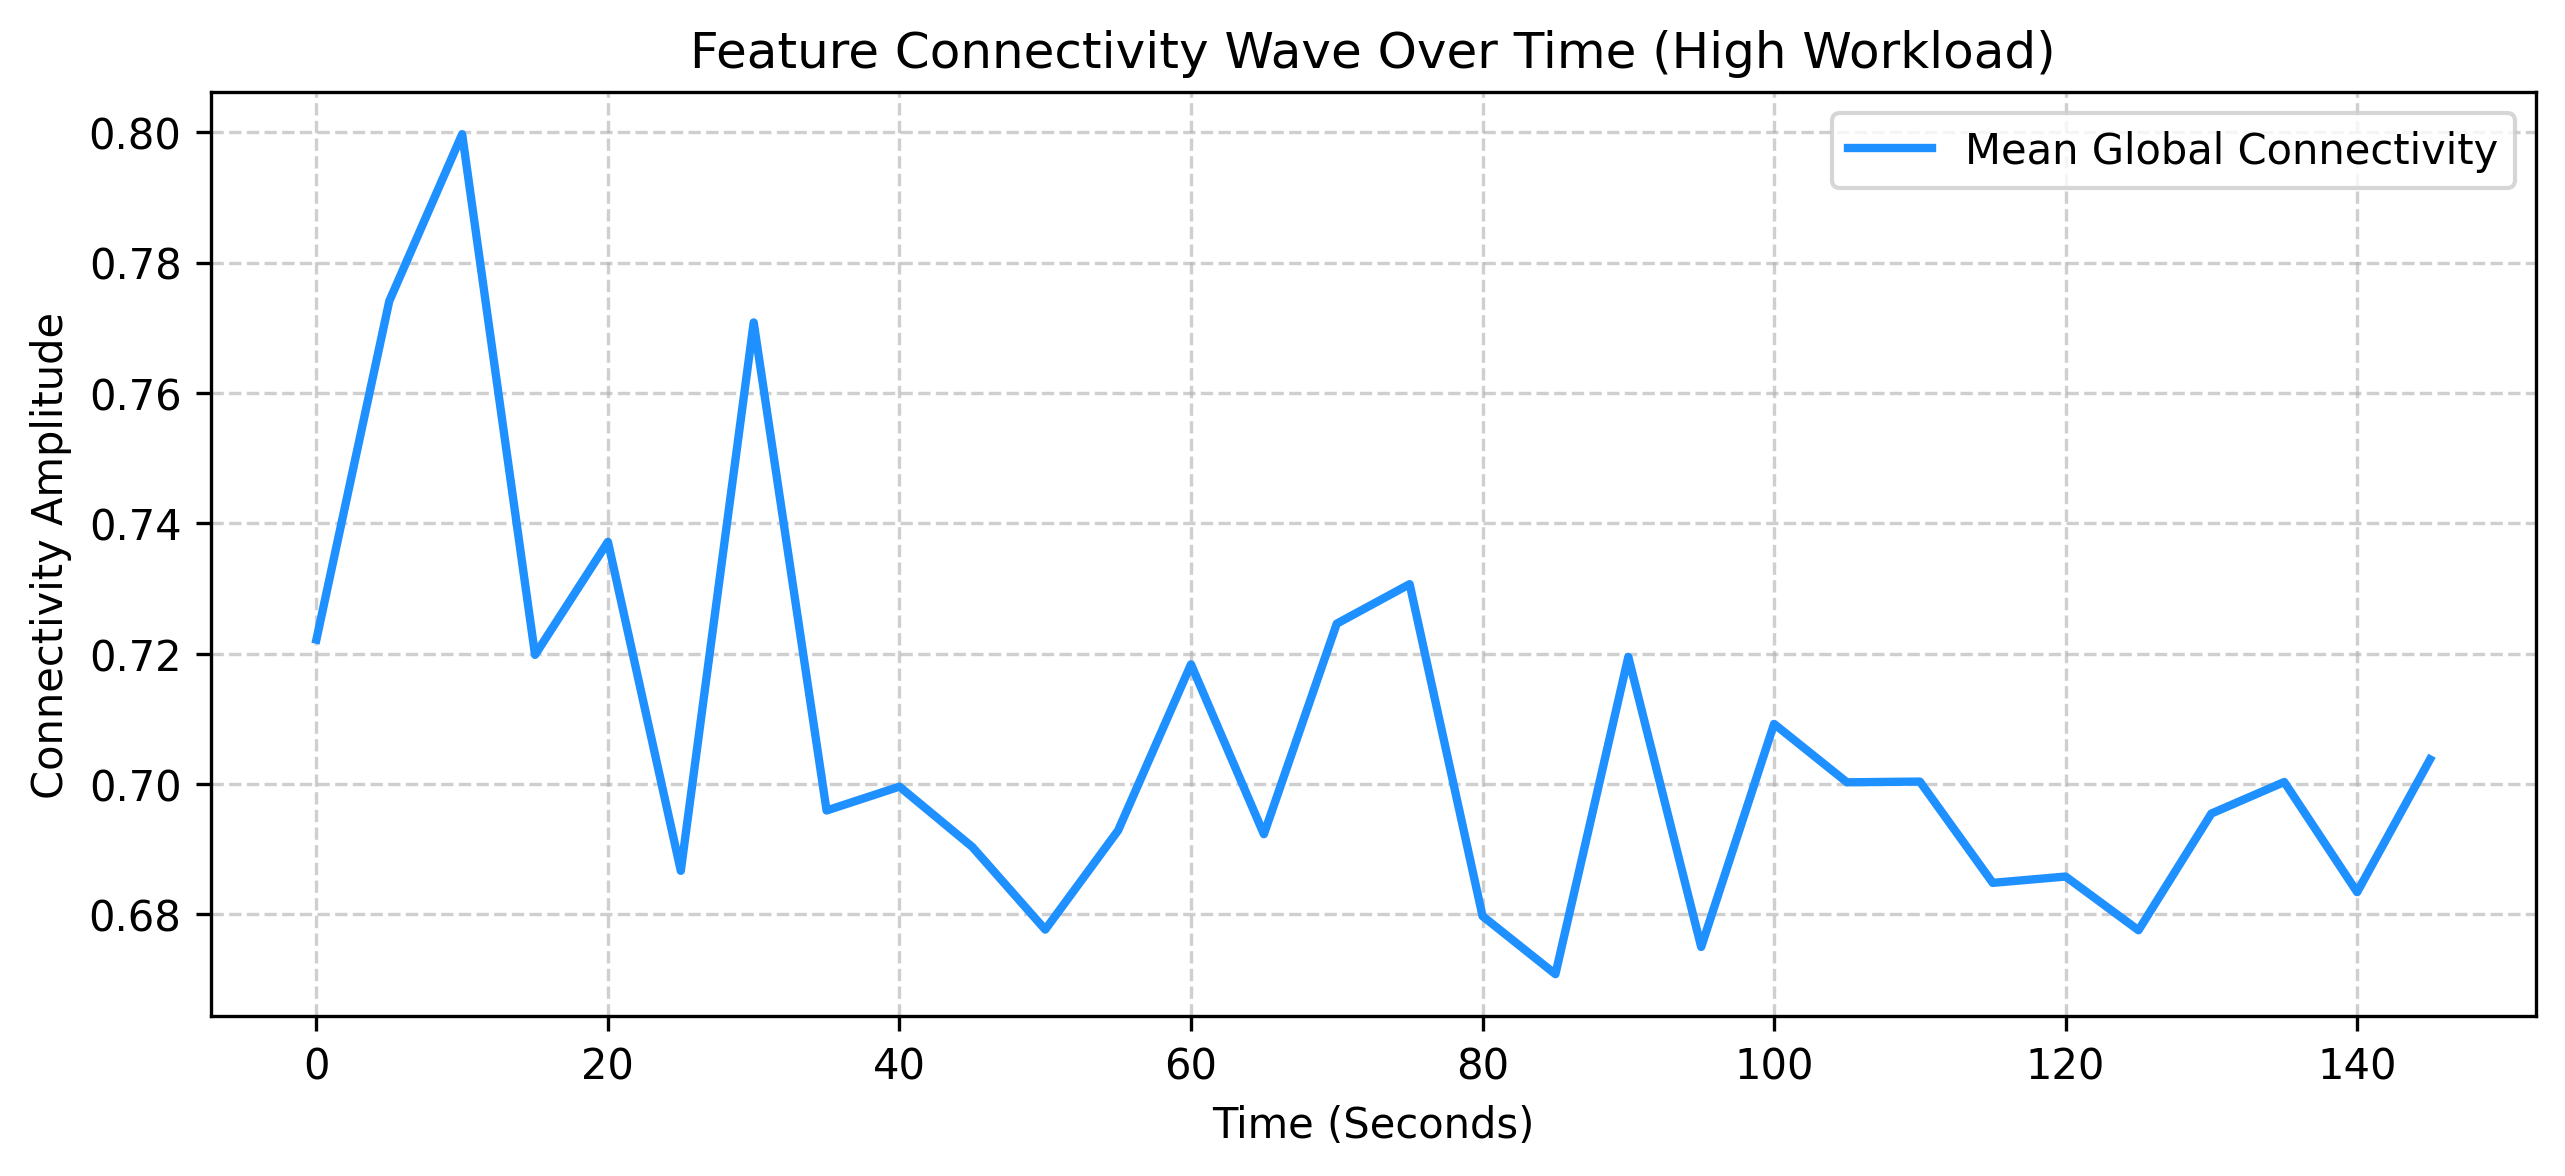 Feature Connectivity Wave Over Time (High Workload)
Mean Global Connectivity
Connectivity Amplitude
0.80
0.78
0.76
0.74
0.72
0.70
0.68
0 20 40 60 80 100 120 140
Time (Seconds)